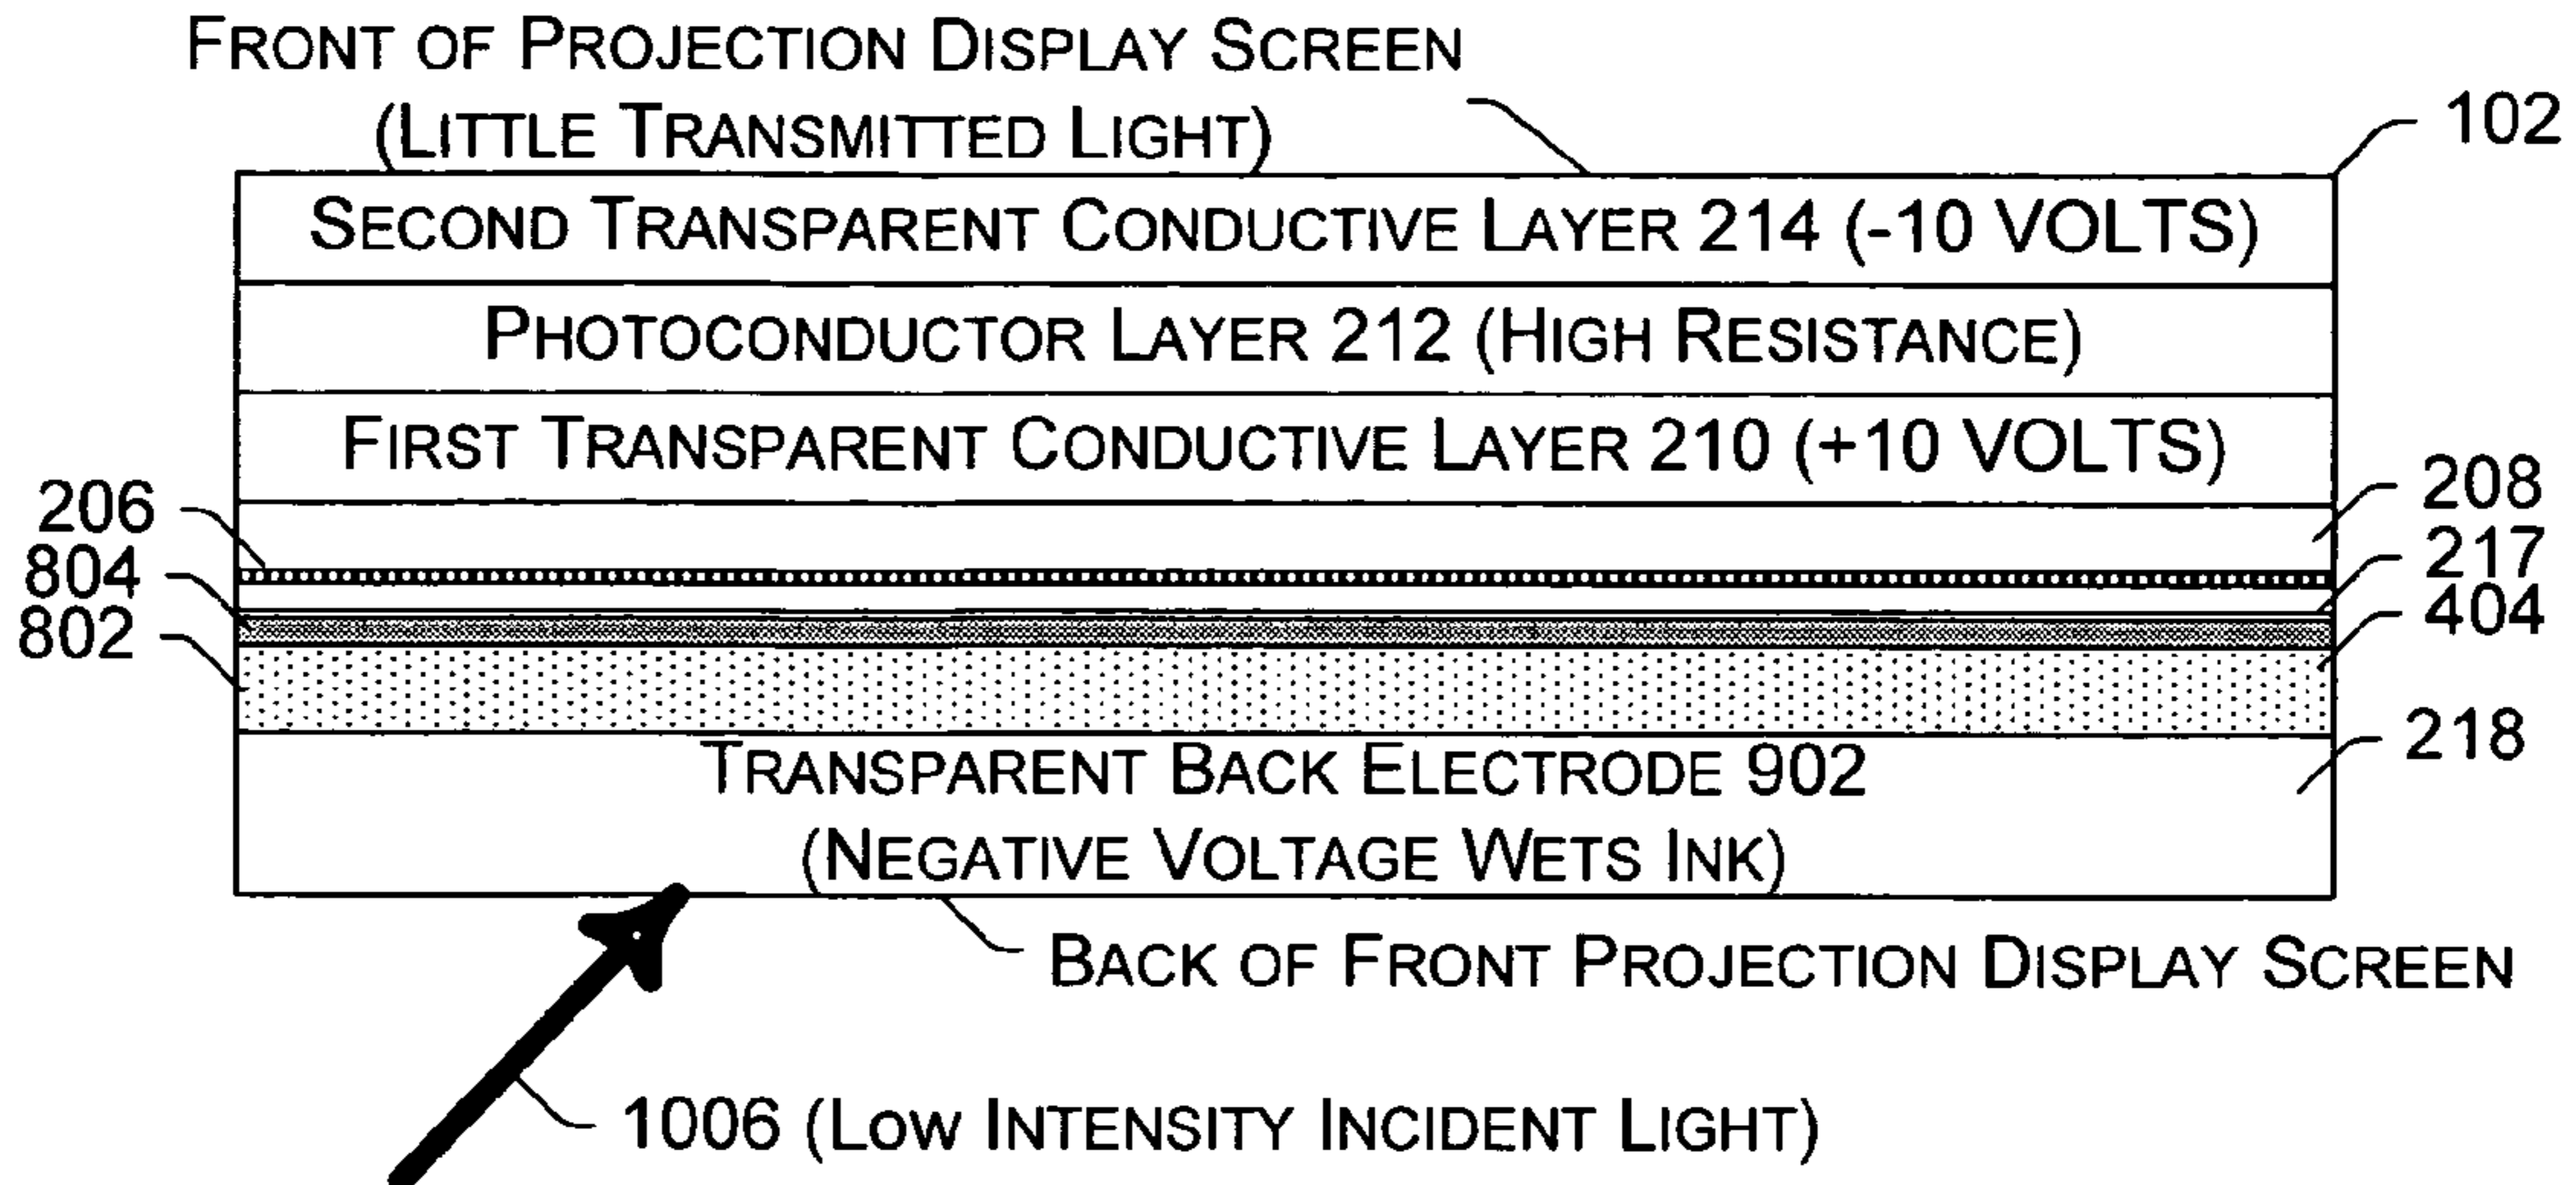 FRONT OF PROJECTION DISPLAY SCREEN
(LITTLE TRANSMITTED LIGHT)
102
SECOND TRANSPARENT CONDUCTIVE LAYER 214 (-10 VOLTS)
PHOTOCONDUCTOR LAYER 212 (HIGH RESISTANCE)
FIRST TRANSPARENT CONDUCTIVE LAYER 210 (+10 VOLTS)
206
208
804
217
802
404
TRANSPARENT BACK ELECTRODE 902
218
(NEGATIVE VOLTAGE WETS INK)
BACK OF FRONT PROJECTION DISPLAY SCREEN
1006 (LOW INTENSITY INCIDENT LIGHT)